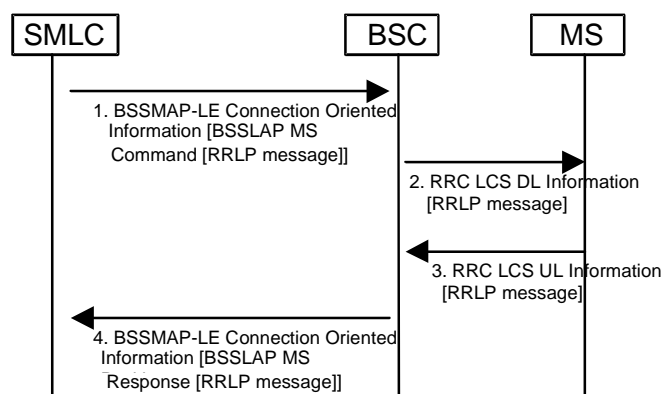 SMLC
BSC
MS
1. BSSMAP-LE Connection Oriented
Information [BSSLAP MS
Command [RRLP message]]
2. RRC LCS DL Information
[RRLP message]
3. RRC LCS UL Information
[RRLP message]
4. BSSMAP-LE Connection Oriented
Information [BSSLAP MS
Response [RRLP message]]